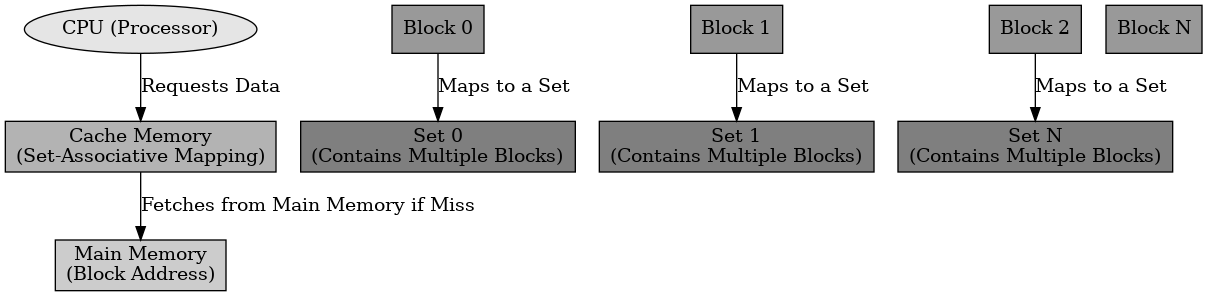 CPU (Processor)
Block 0
Block 1
Block 2
Block N
Requests Data
Maps to a Set
Maps to a Set
Maps to a Set
Cache Memory
(Set-Associative Mapping)
Set 0
(Contains Multiple Blocks)
Set 1
(Contains Multiple Blocks)
Set N
(Contains Multiple Blocks)
Fetches from Main Memory if Miss
Main Memory
(Block Address)